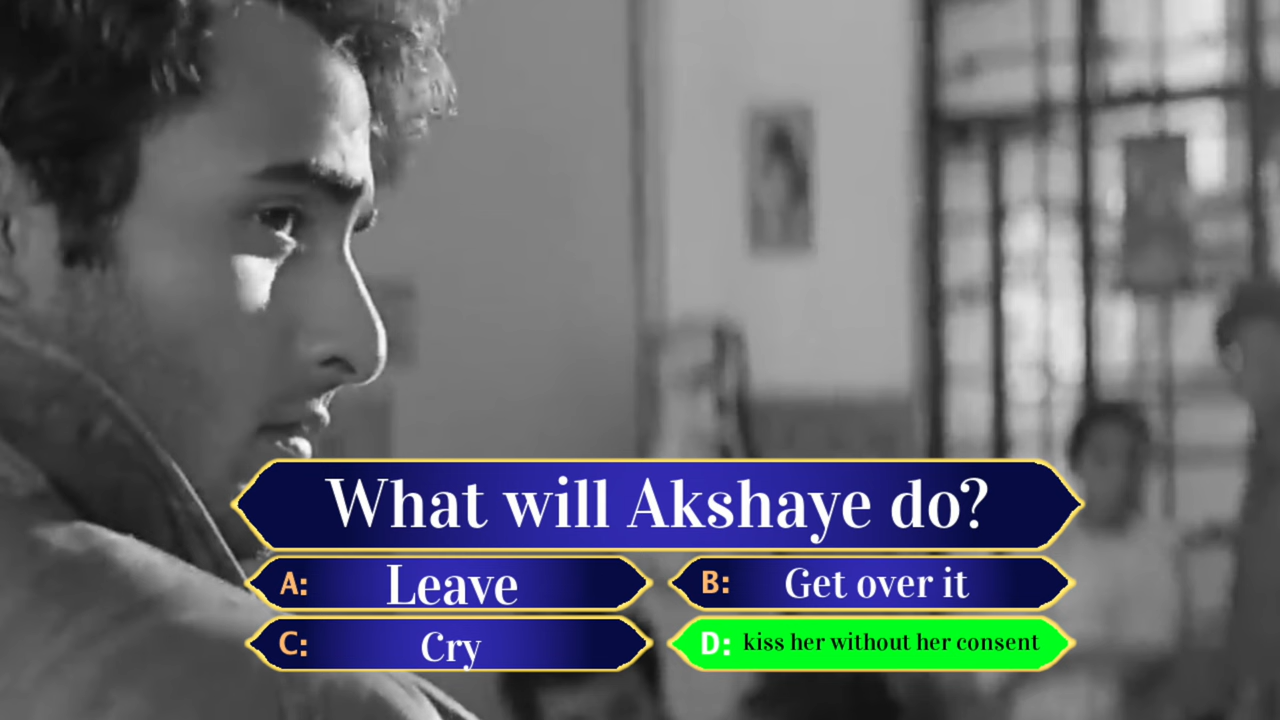 What will Akshaye do?
A: Leave
B: Get over it
C: Cry
D: kiss her without her consent